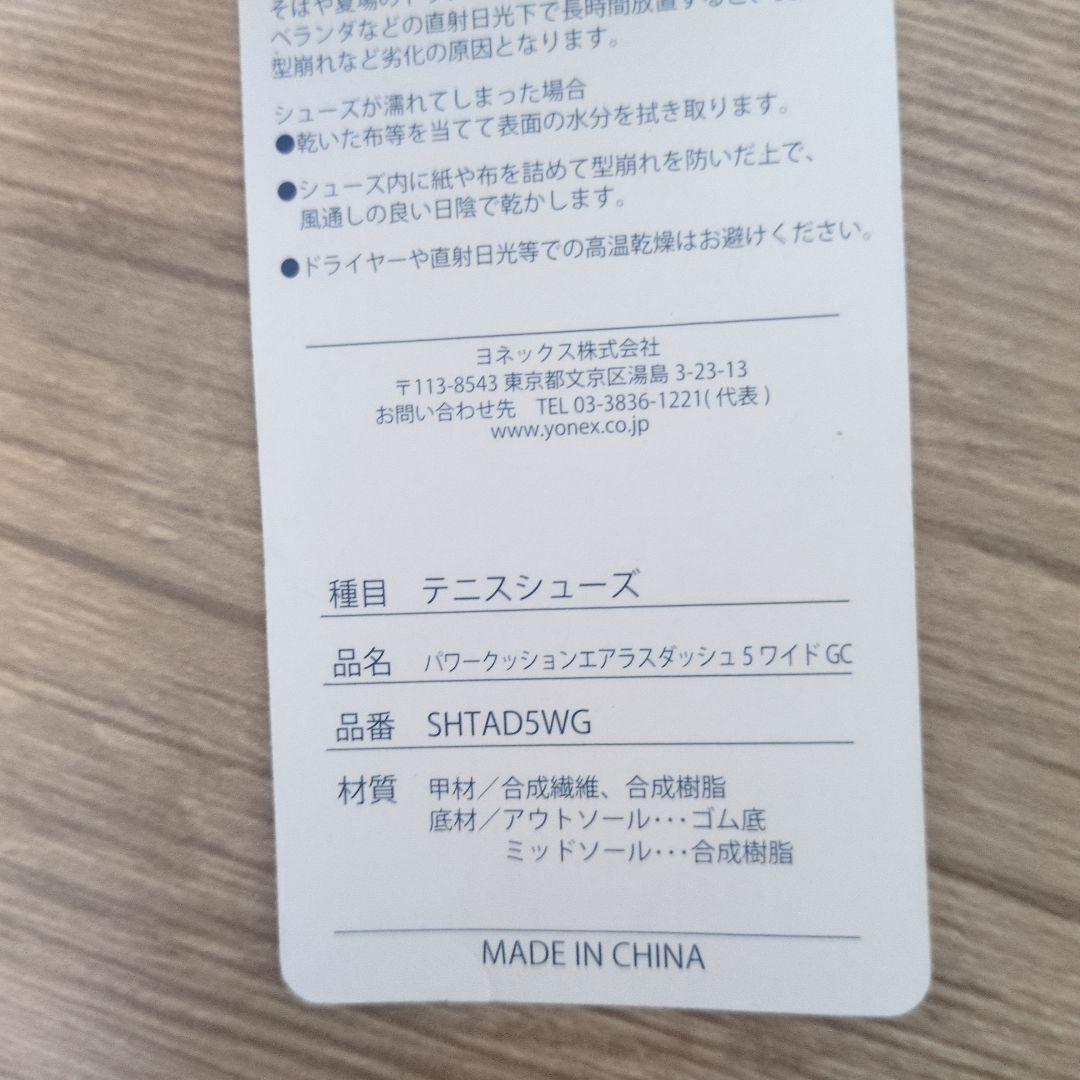 そばや夏場の
ベランダなどの直射日光下で長時間放置すると、
型崩れなど劣化の原因となります。
シューズが濡れてしまった場合
●乾いた布等を当てて表面の水分を拭き取ります。
●シューズ内に紙や布を詰めて型崩れを防いだ上で、
風通しの良い日陰で乾かします。
●ドライヤーや直射日光等での高温乾燥はお避けください。
ヨネックス株式会社
〒113-8543 東京都文京区湯島 3-23-13
お問い合わせ先 TEL 03-3836-1221( 代表 )
www.yonex.co.jp
種目 テニスシューズ
品名 パワークッションエアラスダッシュ 5 ワイド GC
品番 SHTAD5WG
材質 甲材／合成繊維、合成樹脂
底材／アウトソール･･･ゴム底
ミッドソール･･･合成樹脂
MADE IN CHINA